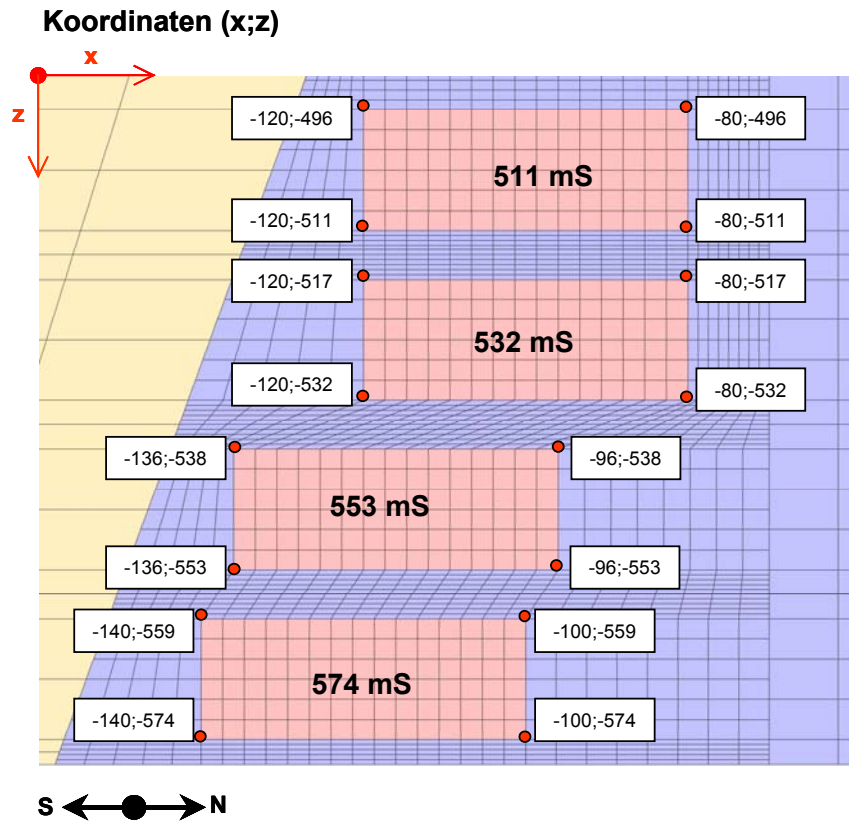 Koordinaten (x;z)
x
z
-120;-496
-80;-496
511 mS
-120;-511
-80;-511
-120;-517
-80;-517
532 mS
-120;-532
-80;-532
-136;-538
-96;-538
553 mS
-136;-553
-96;-553
-140;-559
-100;-559
574 mS
-140;-574
-100;-574
S
N